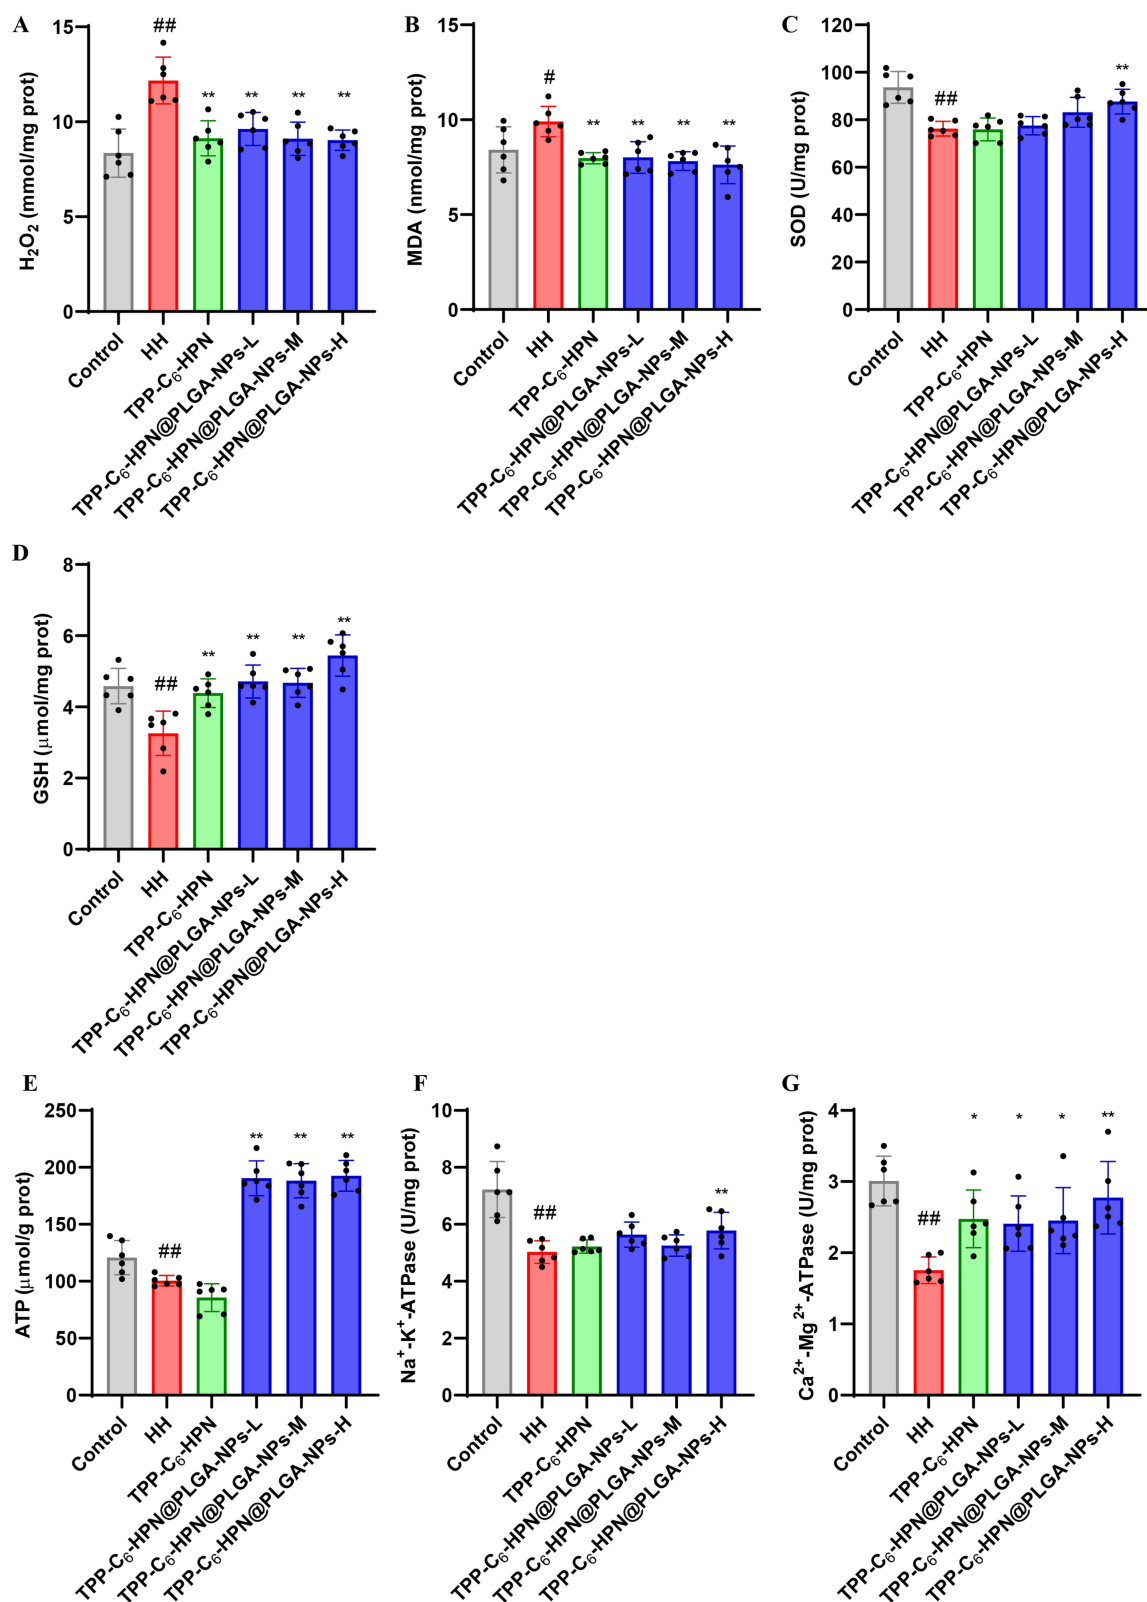 A
H₂O₂ (nmol/mg prot)
15
10
5
0
##
**
**
**
**
Control
HH
TPP-C₆-HPN
TPP-C₆-HPN@PLGA-NPs-L
TPP-C₆-HPN@PLGA-NPs-M
TPP-C₆-HPN@PLGA-NPs-H
B
MDA (nmol/mg prot)
15
10
5
0
#
**
**
**
**
Control
HH
TPP-C₆-HPN
TPP-C₆-HPN@PLGA-NPs-L
TPP-C₆-HPN@PLGA-NPs-M
TPP-C₆-HPN@PLGA-NPs-H
C
SOD (U/mg prot)
120
100
80
60
40
20
0
##
**
Control
HH
TPP-C₆-HPN
TPP-C₆-HPN@PLGA-NPs-L
TPP-C₆-HPN@PLGA-NPs-M
TPP-C₆-HPN@PLGA-NPs-H
D
GSH (μmol/mg prot)
8
6
4
2
0
##
**
**
**
**
Control
HH
TPP-C₆-HPN
TPP-C₆-HPN@PLGA-NPs-L
TPP-C₆-HPN@PLGA-NPs-M
TPP-C₆-HPN@PLGA-NPs-H
E
ATP (μmol/g prot)
250
200
150
100
50
0
##
**
**
**
Control
HH
TPP-C₆-HPN
TPP-C₆-HPN@PLGA-NPs-L
TPP-C₆-HPN@PLGA-NPs-M
TPP-C₆-HPN@PLGA-NPs-H
F
Na⁺-K⁺-ATPase (U/mg prot)
10
8
6
4
2
0
##
**
Control
HH
TPP-C₆-HPN
TPP-C₆-HPN@PLGA-NPs-L
TPP-C₆-HPN@PLGA-NPs-M
TPP-C₆-HPN@PLGA-NPs-H
G
Ca²⁺-Mg²⁺-ATPase (U/mg prot)
4
3
2
1
0
##
*
*
*
**
Control
HH
TPP-C₆-HPN
TPP-C₆-HPN@PLGA-NPs-L
TPP-C₆-HPN@PLGA-NPs-M
TPP-C₆-HPN@PLGA-NPs-H